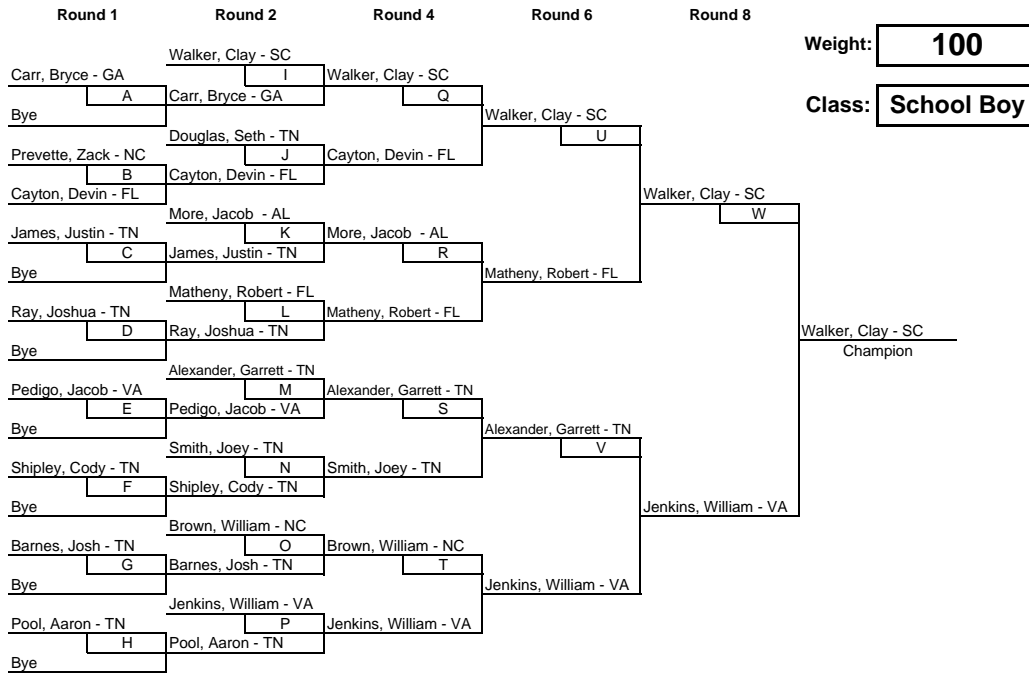 Round 1 Round 2 Round 4 Round 6 Round 8
Weight: 100
Class: School Boy
Walker, Clay - SC
Carr, Bryce - GA
I
Walker, Clay - SC
A
Carr, Bryce - GA
Q
Bye
Walker, Clay - SC
Douglas, Seth - TN
U
Prevette, Zack - NC
J
Cayton, Devin - FL
B
Cayton, Devin - FL
Cayton, Devin - FL
Walker, Clay - SC
More, Jacob  - AL
W
James, Justin - TN
K
More, Jacob  - AL
C
James, Justin - TN
R
Bye
Matheny, Robert - FL
Matheny, Robert - FL
Ray, Joshua - TN
L
Matheny, Robert - FL
D
Ray, Joshua - TN
Walker, Clay - SC
Bye
Champion
Alexander, Garrett - TN
Pedigo, Jacob - VA
M
Alexander, Garrett - TN
E
Pedigo, Jacob - VA
S
Bye
Alexander, Garrett - TN
Smith, Joey - TN
V
Shipley, Cody - TN
N
Smith, Joey - TN
F
Shipley, Cody - TN
Bye
Jenkins, William - VA
Brown, William - NC
Barnes, Josh - TN
O
Brown, William - NC
G
Barnes, Josh - TN
T
Bye
Jenkins, William - VA
Jenkins, William - VA
Pool, Aaron - TN
P
Jenkins, William - VA
H
Pool, Aaron - TN
Bye